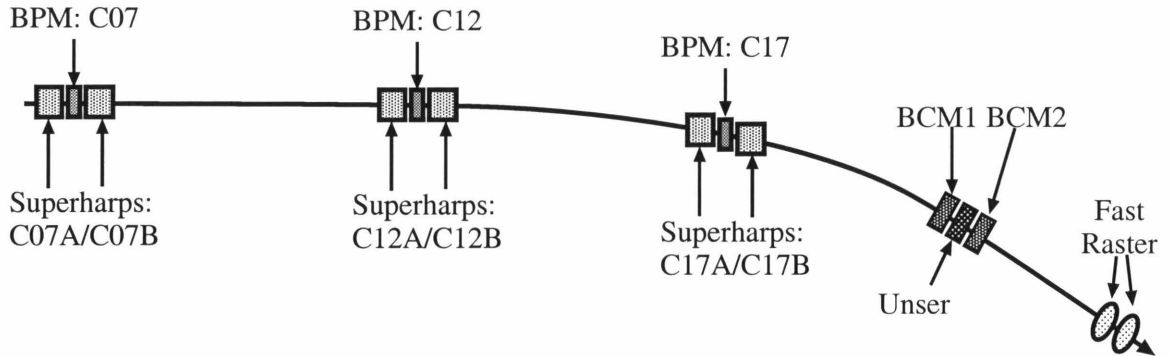 BPM: C07
BPM: C12
BPM: C17
BCM1 BCM2
Superharps:
C07A/C07B
Superharps:
C12A/C12B
Superharps:
C17A/C17B
Unser
Fast
Raster